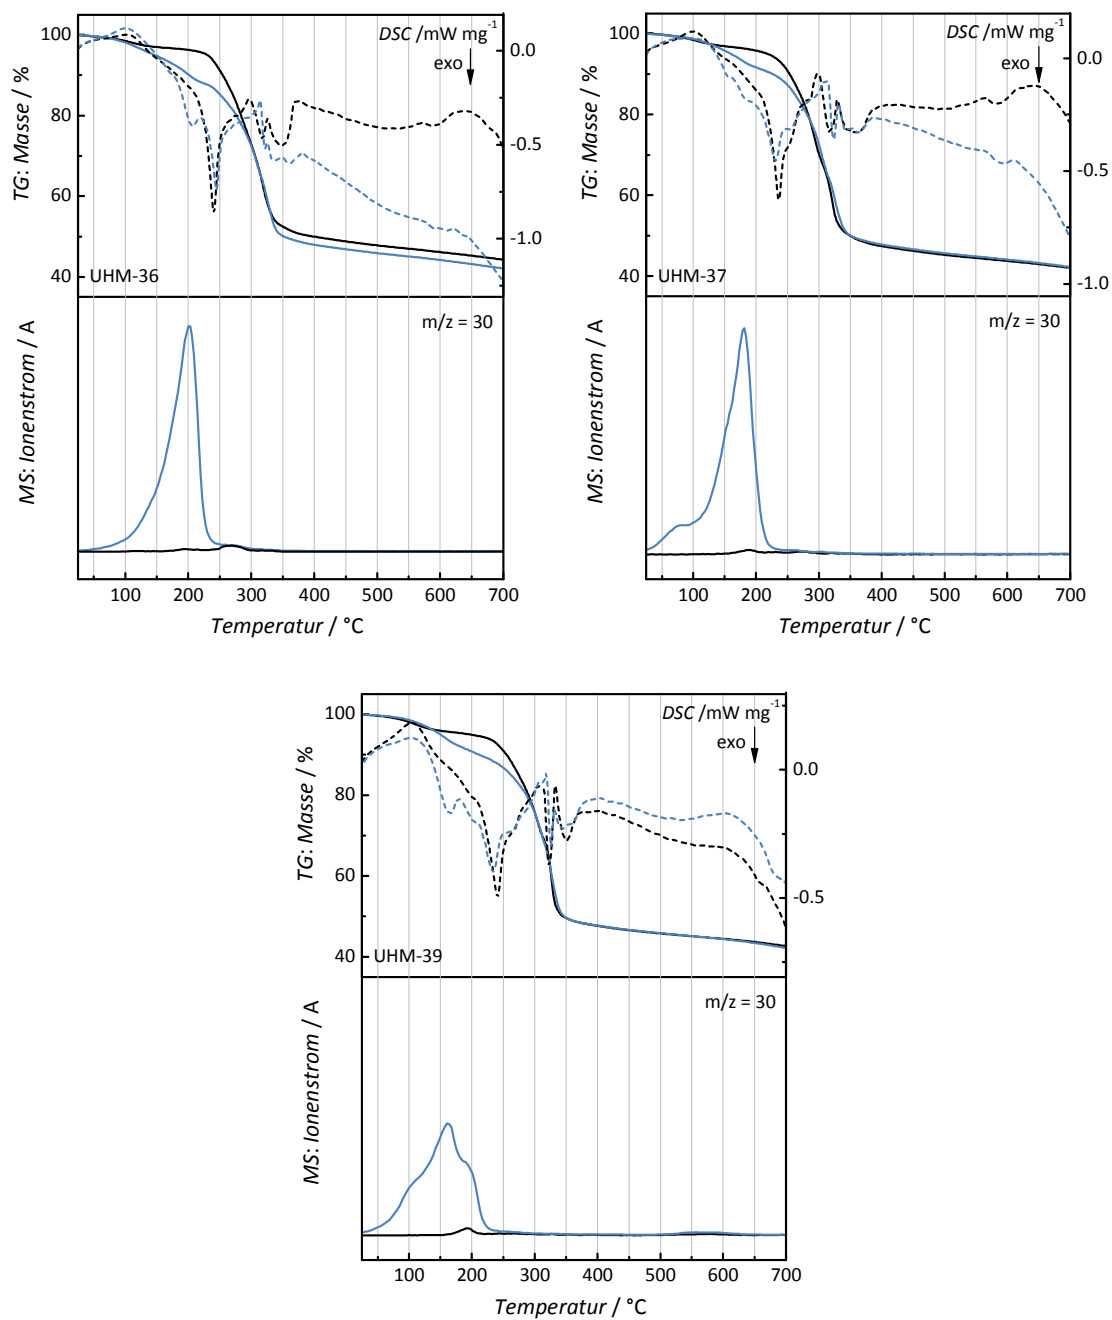 DSC /mW mg⁻¹
exo
TG: Masse / %
100
80
60
40
0.0
-0.5
-1.0
UHM-36
m/z = 30
MS: Ionenstrom / A
100 200 300 400 500 600 700
Temperatur / °C
DSC /mW mg⁻¹
exo
TG: Masse / %
100
80
60
40
0.0
-0.5
-1.0
UHM-37
m/z = 30
MS: Ionenstrom / A
100 200 300 400 500 600 700
Temperatur / °C
DSC /mW mg⁻¹
exo
TG: Masse / %
100
80
60
40
0.0
-0.5
UHM-39
m/z = 30
MS: Ionenstrom / A
100 200 300 400 500 600 700
Temperatur / °C